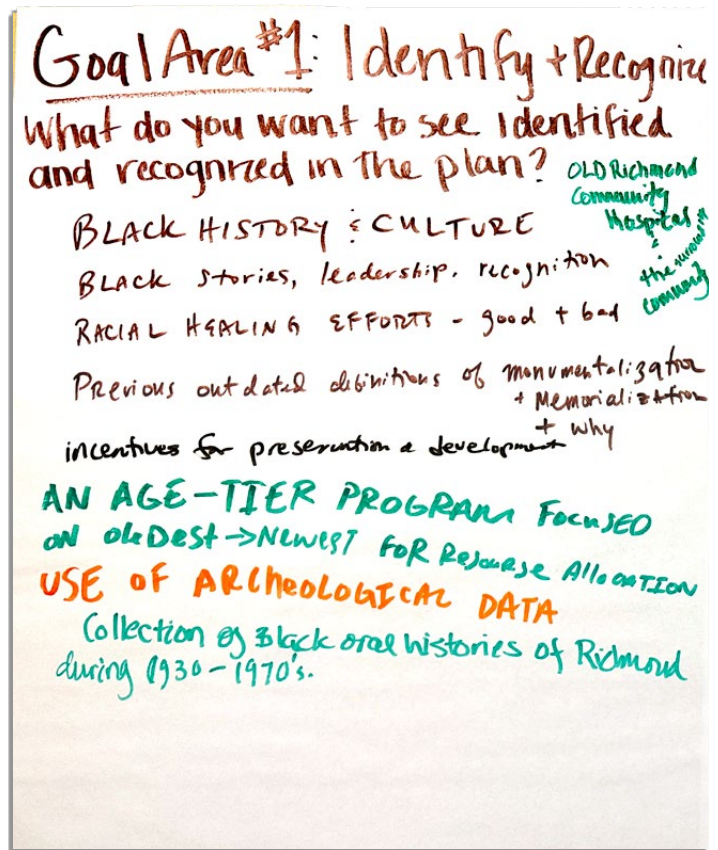 Goal Area #1: Identify + Recognize
What do you want to see identified
and recognized in the plan?
OLD Richmond
Community
Hospital
&
the surrounding
community
BLACK HISTORY & CULTURE
BLACK stories, leadership, recognition
RACIAL HEALING EFFORTS - good + bad
Previous outdated definitions of monumentalization
+ Memorialization
+ why
incentives for preservation & development
AN AGE-TIER PROGRAM FOCUSED
ON OLDEST → NEWEST FOR RESOURSE ALLOCATION
USE OF ARCHEOLOGICAL DATA
Collection of Black oral histories of Richmond
during 1930-1970's.